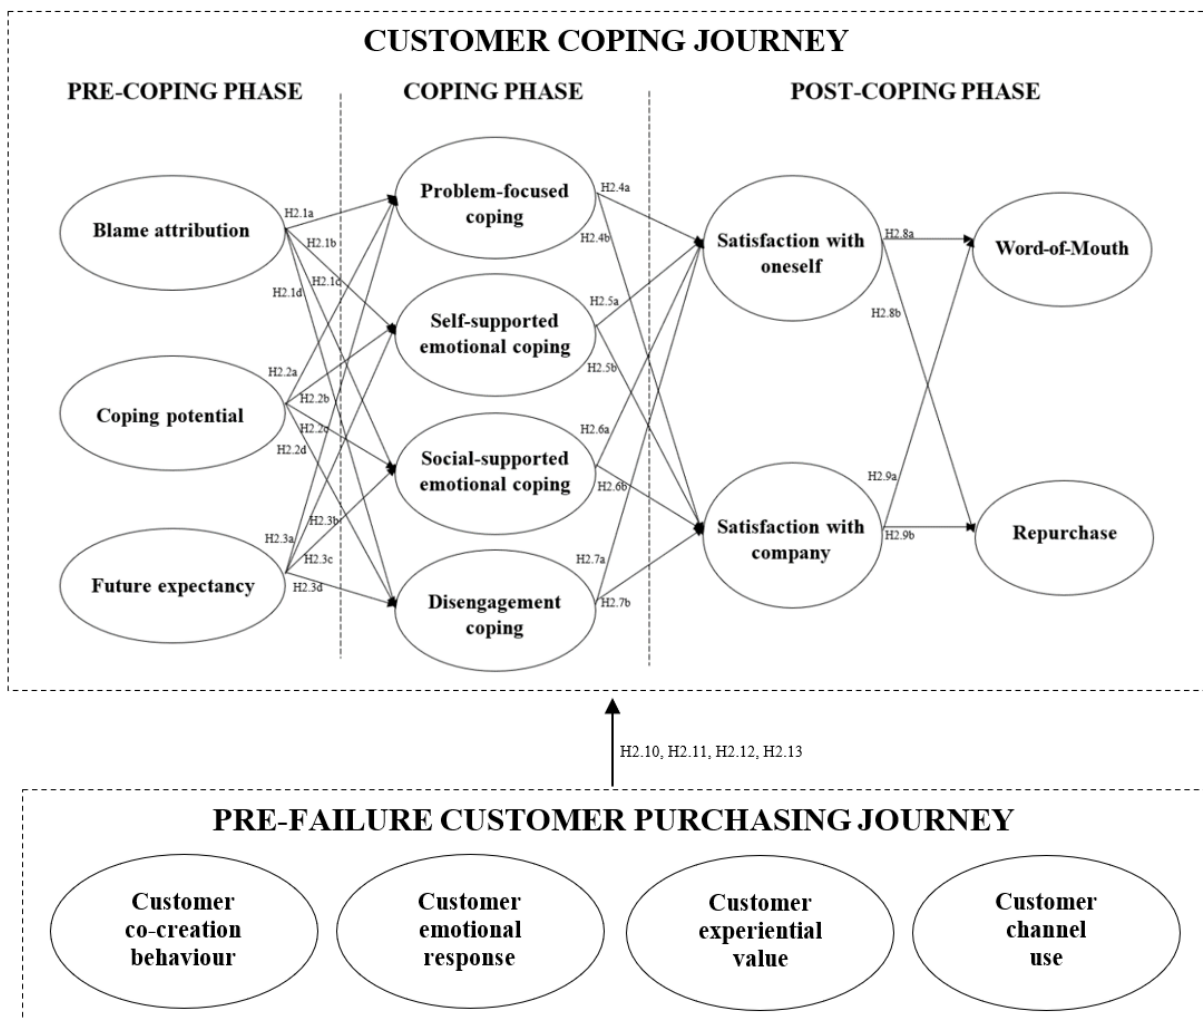 CUSTOMER COPING JOURNEY
PRE-COPING PHASE
COPING PHASE
POST-COPING PHASE
Blame attribution
Coping potential
Future expectancy
H2.1a
H2.1b
H2.1c
H2.1d
H2.2a
H2.2b
H2.2c
H2.2d
H2.3b
H2.3a
H2.3c
H2.3d
Problem-focused
coping
Self-supported
emotional coping
Social-supported
emotional coping
Disengagement
coping
H2.4a
H2.4b
H2.5a
H2.5b
H2.6a
H2.6b
H2.7a
H2.7b
Satisfaction with
oneself
Satisfaction with
company
H2.8a
H2.8b
H2.9a
H2.9b
Word-of-Mouth
Repurchase
H2.10, H2.11, H2.12, H2.13
PRE-FAILURE CUSTOMER PURCHASING JOURNEY
Customer
co-creation
behaviour
Customer
emotional
response
Customer
experiential
value
Customer
channel
use